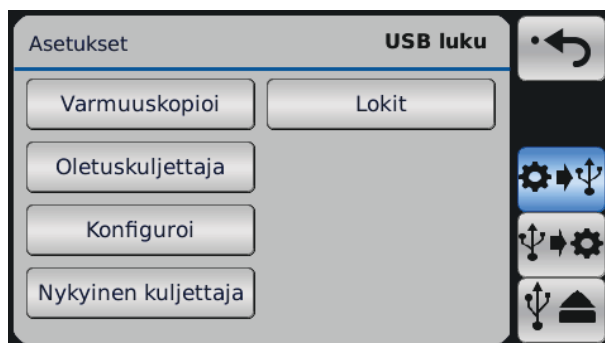 Asetukset
USB luku
Varmuuskopioi
Lokit
Oletuskuljettaja
Konfiguroi
Nykyinen kuljettaja